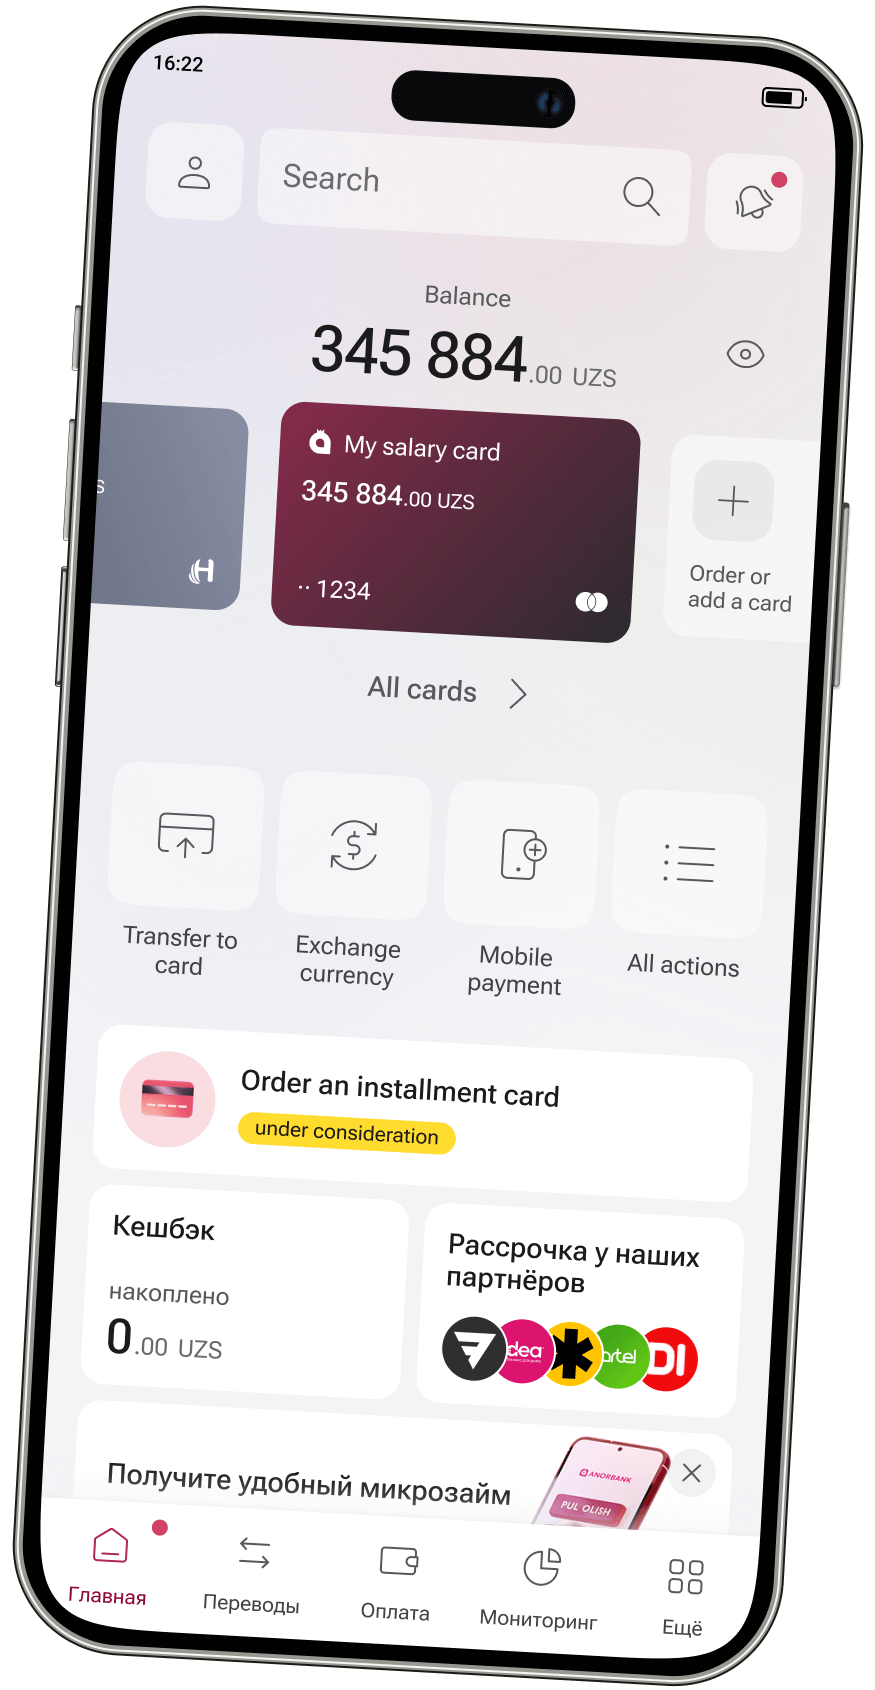 16:22
Search
Balance
345 884.00 UZS
S
My salary card
345 884.00 UZS
·· 1234
Order or
add a card
All cards
Transfer to
card
Exchange
currency
Mobile
payment
All actions
Order an installment card
under consideration
Кешбэк
накоплено
0.00 UZS
Рассрочка у наших
партнёров
dea
artel
DI
Получите удобный микрозайм
ANORBANK
PUL OLISH
Главная
Переводы
Оплата
Мониторинг
Ещё